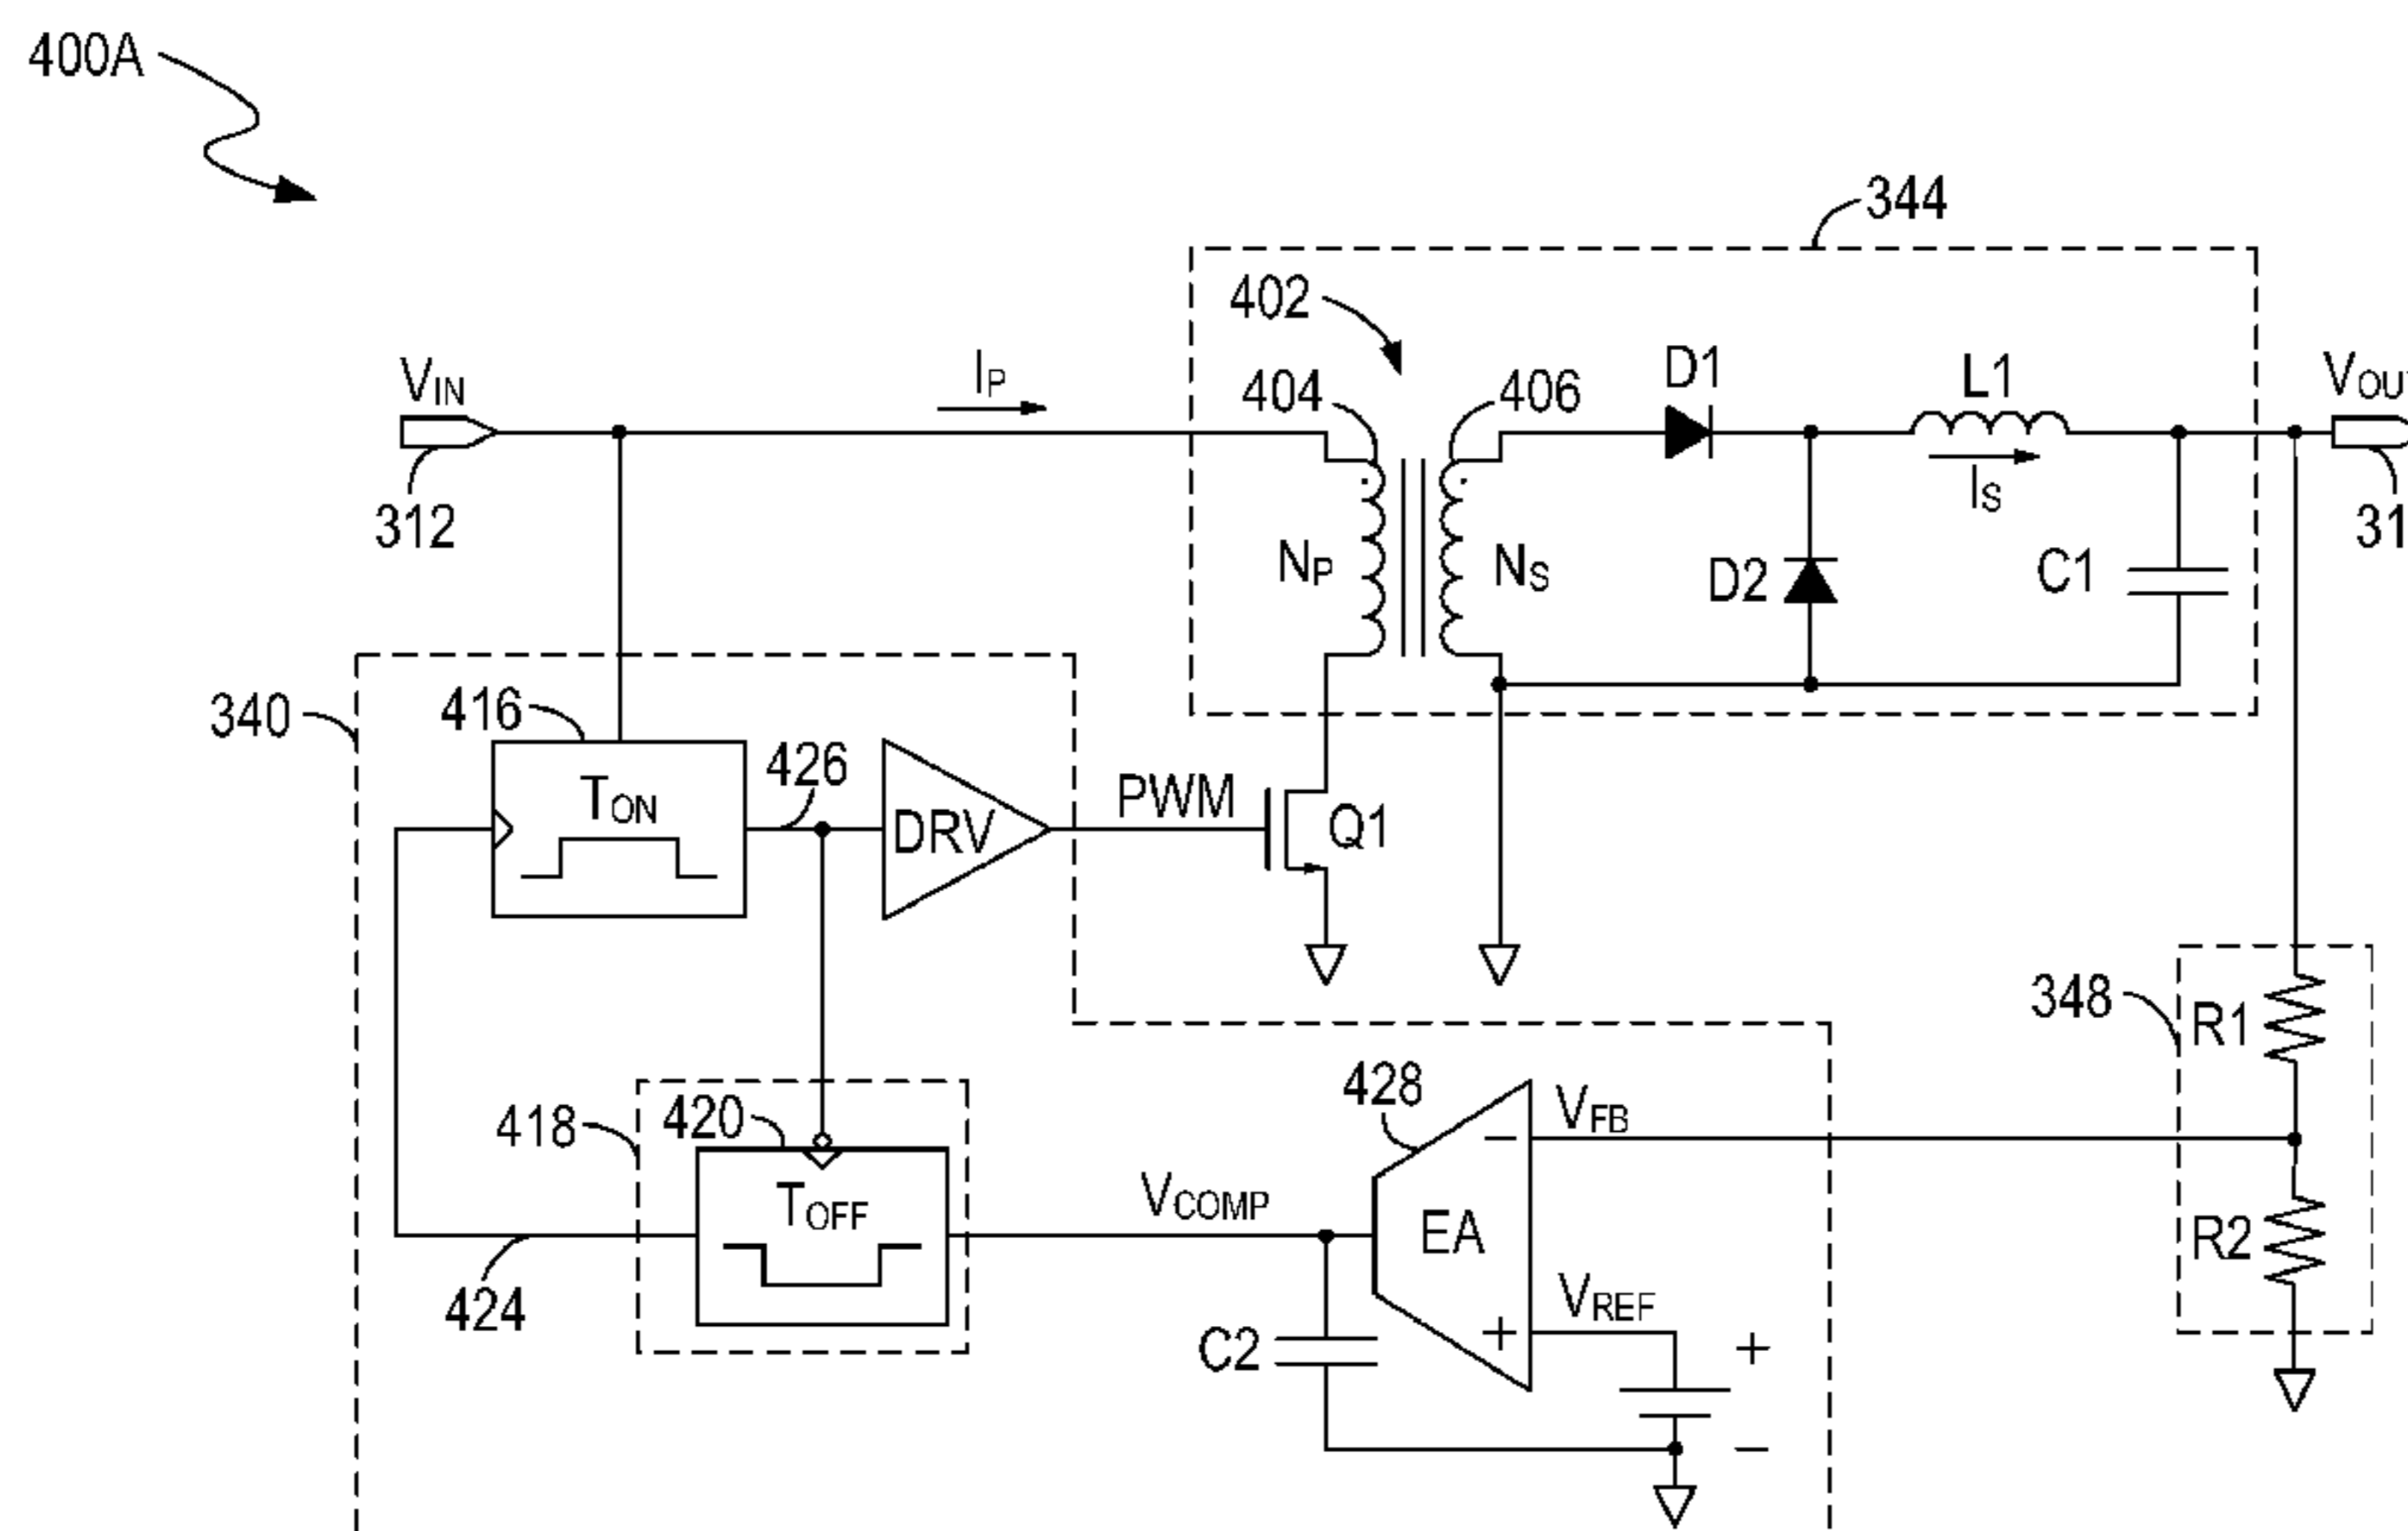 400A
344
402
VIN
IP
404
406
D1
L1
VOUT
312
IS
31
NP
NS
D2
C1
340
416
426
TON
DRV
PWM
Q1
348
R1
418
420
428
VFB
TOFF
VCOMP
EA
R2
424
VREF
C2
+
−
+
−